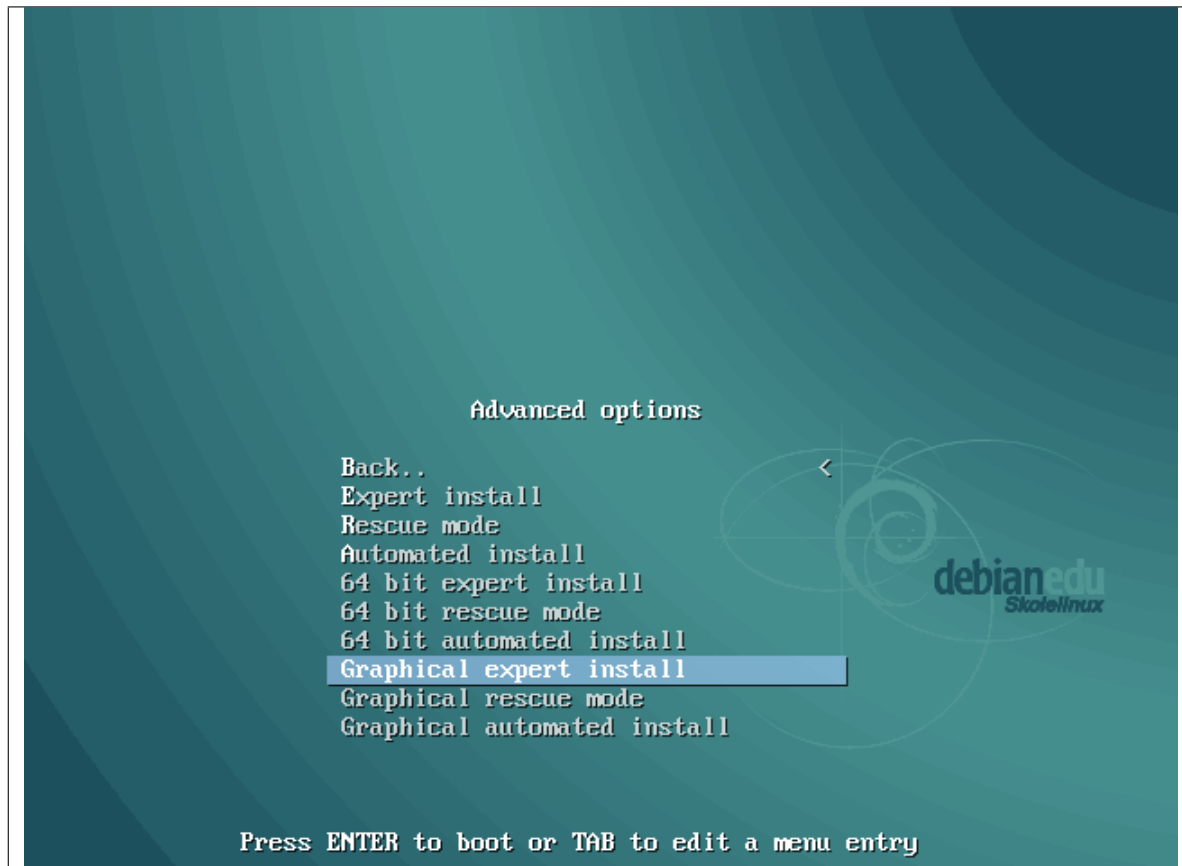 Advanced options
Back.. <
Expert install
Rescue mode
Automated install
64 bit expert install
64 bit rescue mode
64 bit automated install
Graphical expert install
Graphical rescue mode
Graphical automated install
debianedu
Skolelinux
Press ENTER to boot or TAB to edit a menu entry